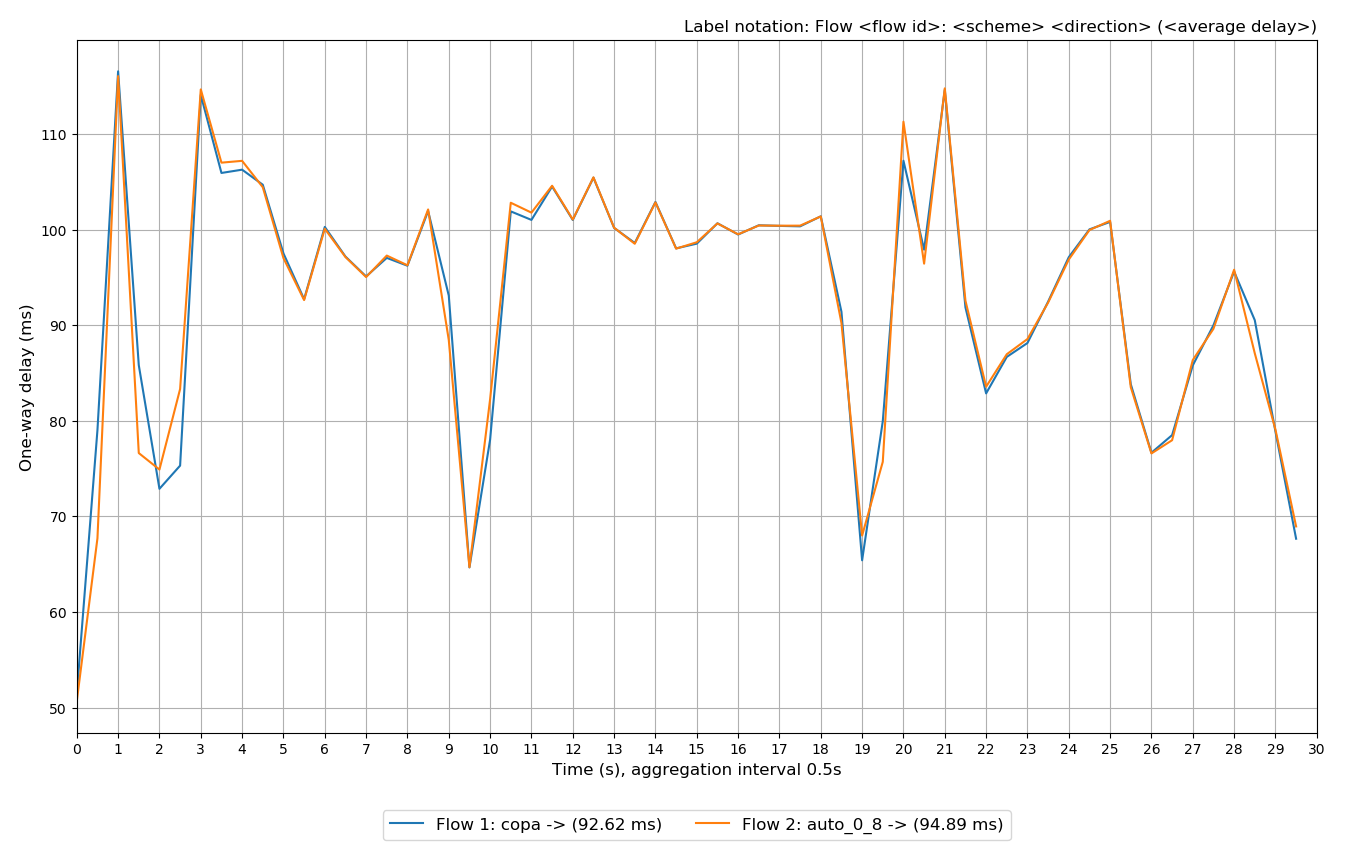 Label notation: Flow <flow id>: <scheme> <direction> (<average delay>)
110
100
90
80
70
60
50
One-way delay (ms)
0 1 2 3 4 5 6 7 8 9 10 11 12 13 14 15 16 17 18 19 20 21 22 23 24 25 26 27 28 29 30
Time (s), aggregation interval 0.5s
Flow 1: copa -> (92.62 ms) Flow 2: auto_0_8 -> (94.89 ms)